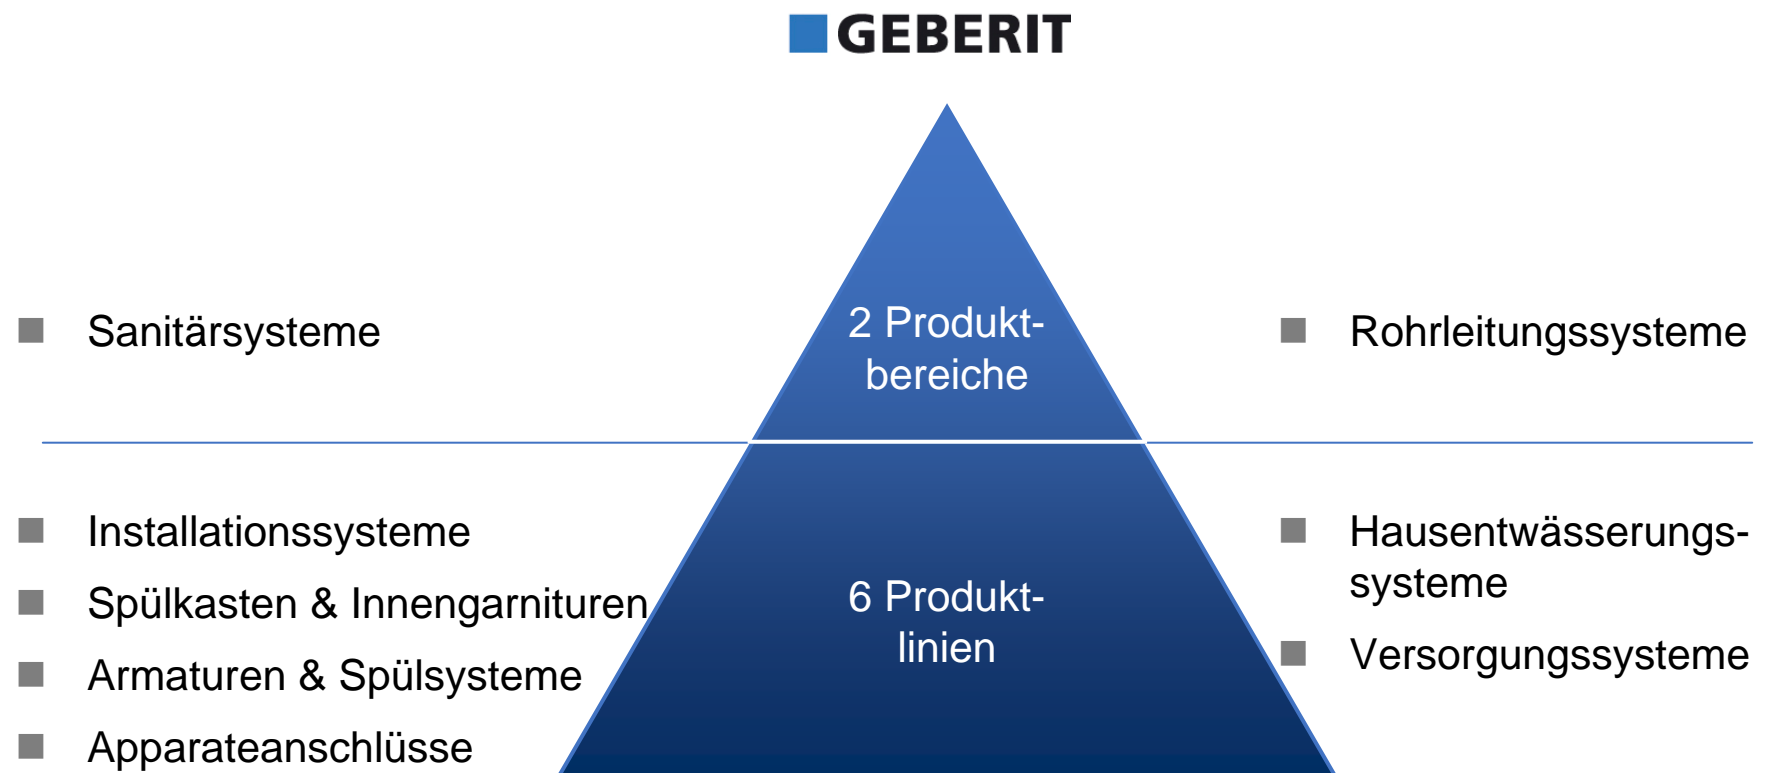 GEBERIT
Sanitärsysteme
2 Produkt-
bereiche
Rohrleitungssysteme
Installationssysteme
Spülkasten & Innengarnituren
Armaturen & Spülsysteme
Apparateanschlüsse
6 Produkt-
linien
Hausentwässerungs-
systeme
Versorgungssysteme